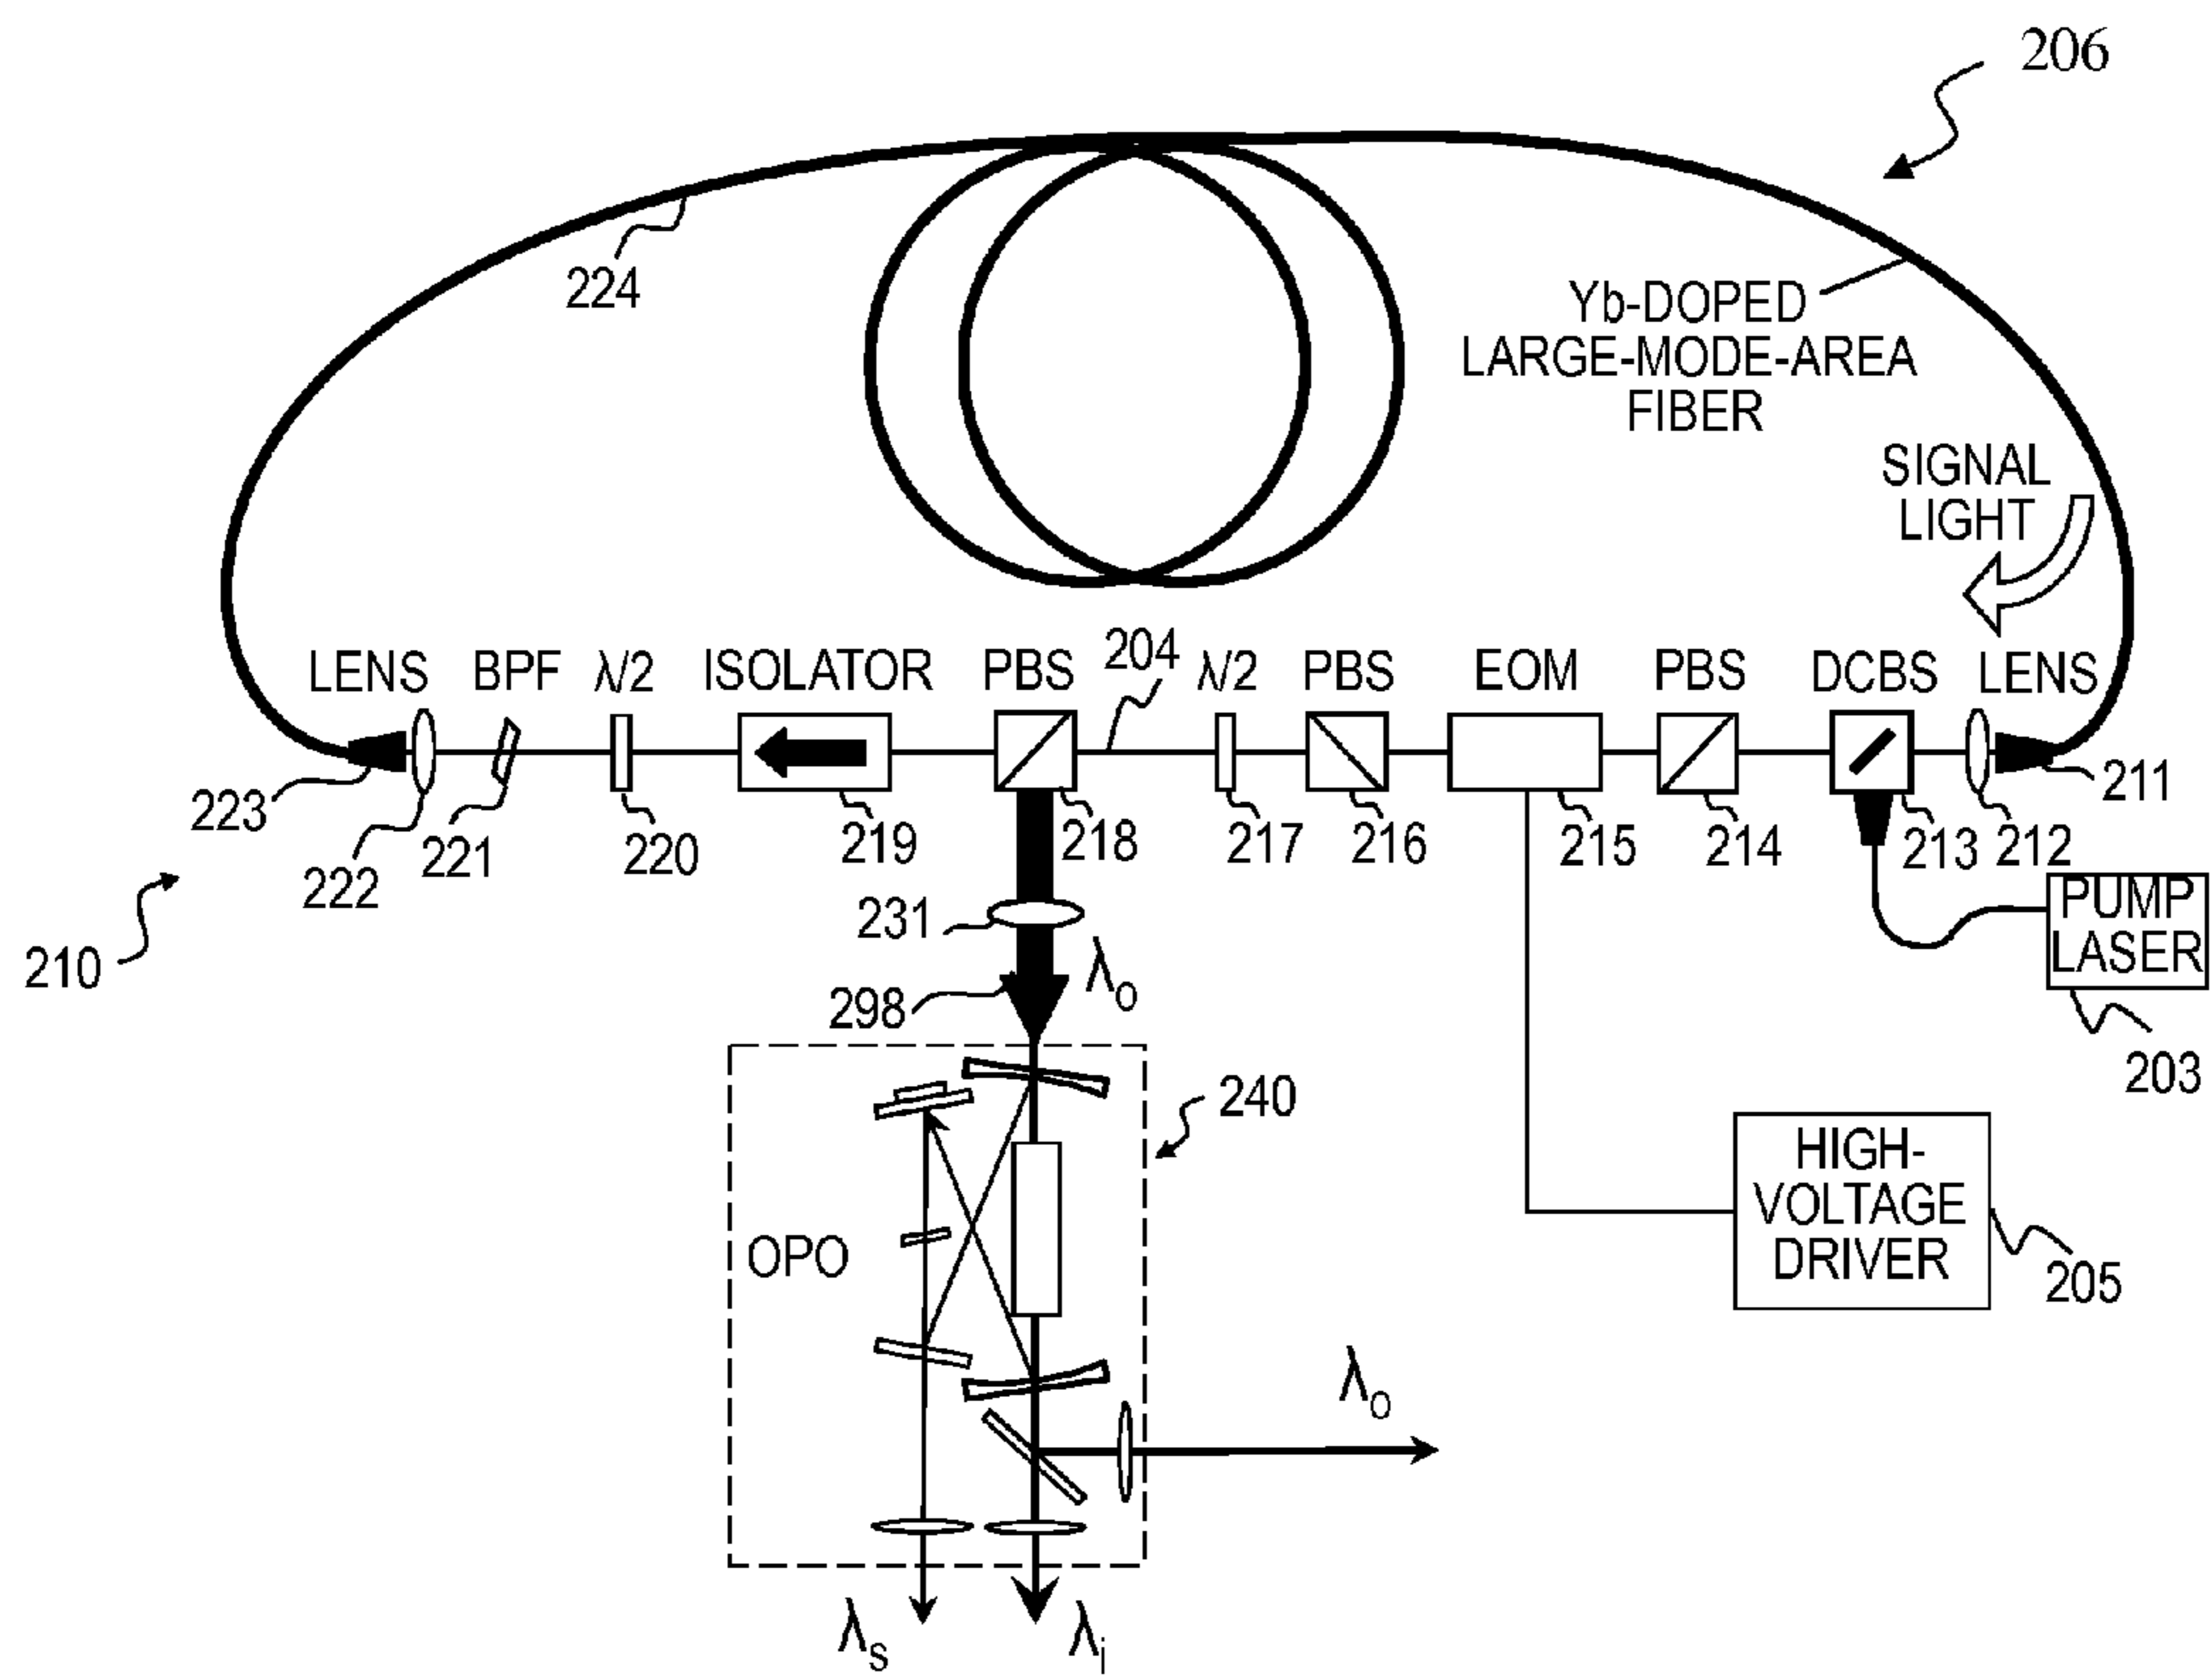 206
224
Yb-DOPED
LARGE-MODE-AREA
FIBER
SIGNAL
LIGHT
LENS BPF λ/2 ISOLATOR PBS 204 λ/2 PBS EOM PBS DCBS LENS
223 222 221 220 219 218 217 216 215 214 213 212 211
210
231
λo
298
PUMP
LASER
203
240
OPO
HIGH-
VOLTAGE
DRIVER
205
λo
λs λi